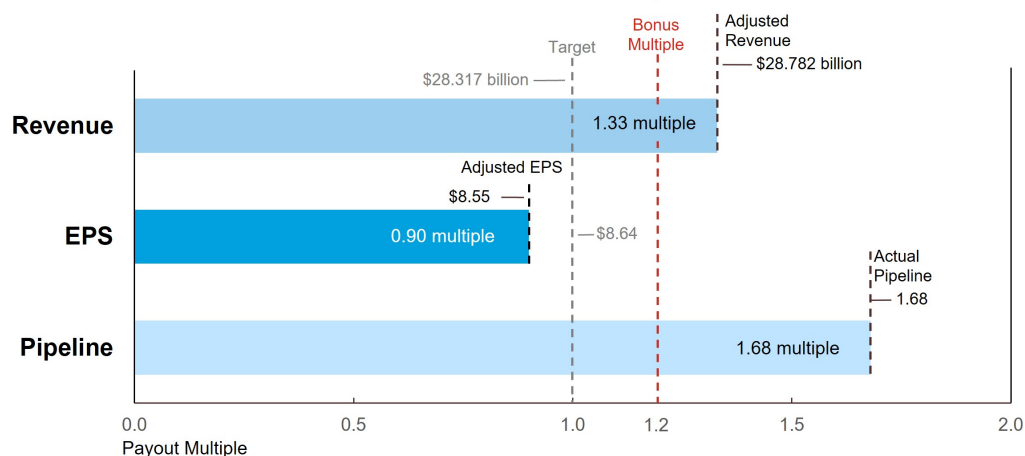 Target
Bonus
Multiple
Adjusted
Revenue
$28.317 billion
$28.782 billion
Revenue
1.33 multiple
Adjusted EPS
$8.55
EPS
0.90 multiple
$8.64
Actual
Pipeline
1.68
Pipeline
1.68 multiple
0.0
0.5
1.0
1.2
1.5
2.0
Payout Multiple